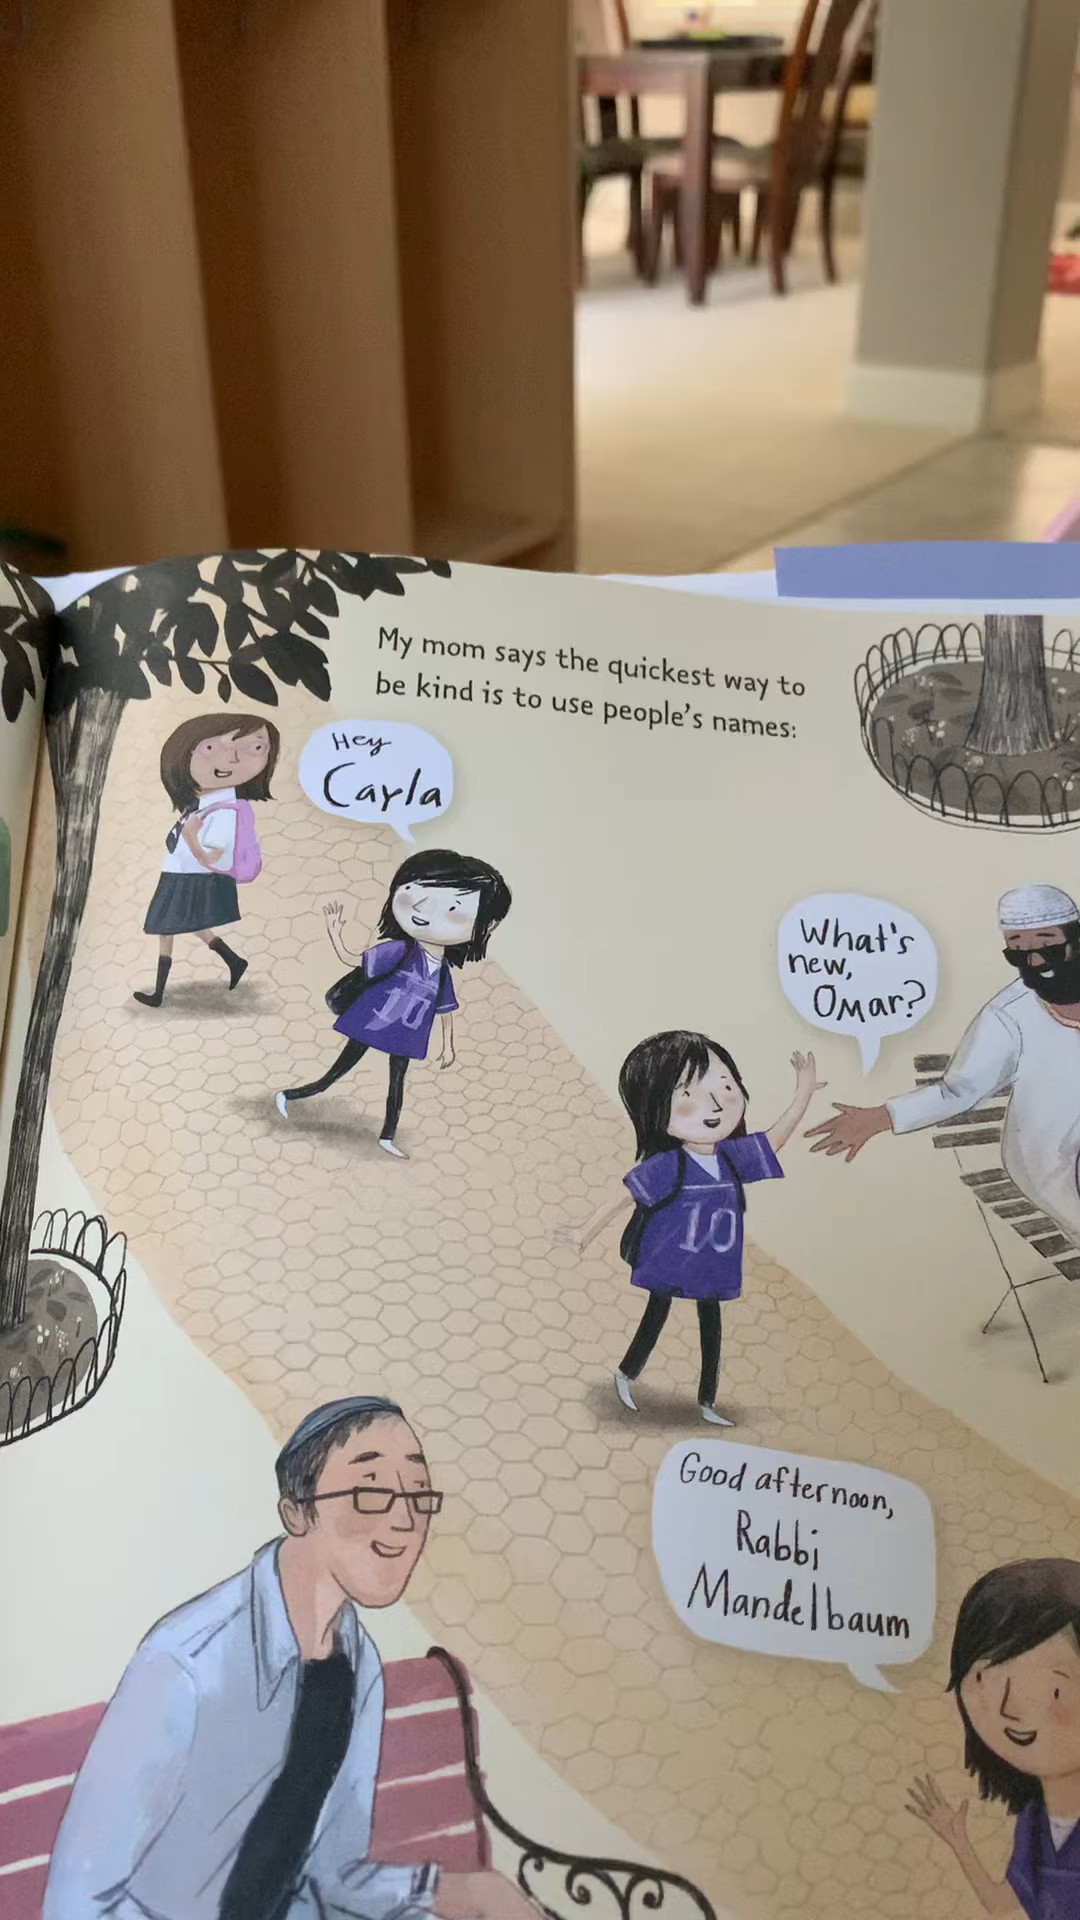 My mom says the quickest way to
be kind is to use people's names:
Hey
Cayla
What's
new,
Omar?
10
10
Good afternoon,
Rabbi
Mandelbaum